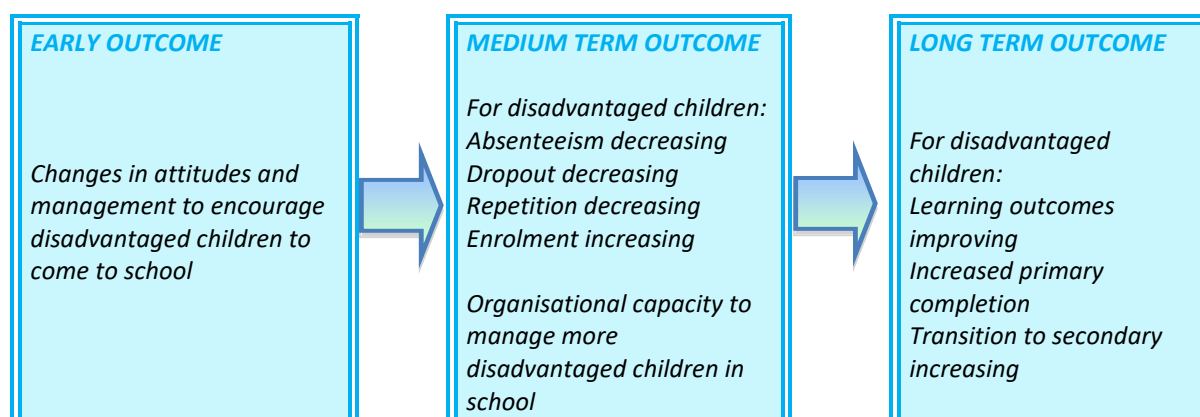 EARLY OUTCOME
Changes in attitudes and
management to encourage
disadvantaged children to
come to school
MEDIUM TERM OUTCOME
For disadvantaged children:
Absenteeism decreasing
Dropout decreasing
Repetition decreasing
Enrolment increasing
Organisational capacity to
manage more
disadvantaged children in
school
LONG TERM OUTCOME
For disadvantaged
children:
Learning outcomes
improving
Increased primary
completion
Transition to secondary
increasing